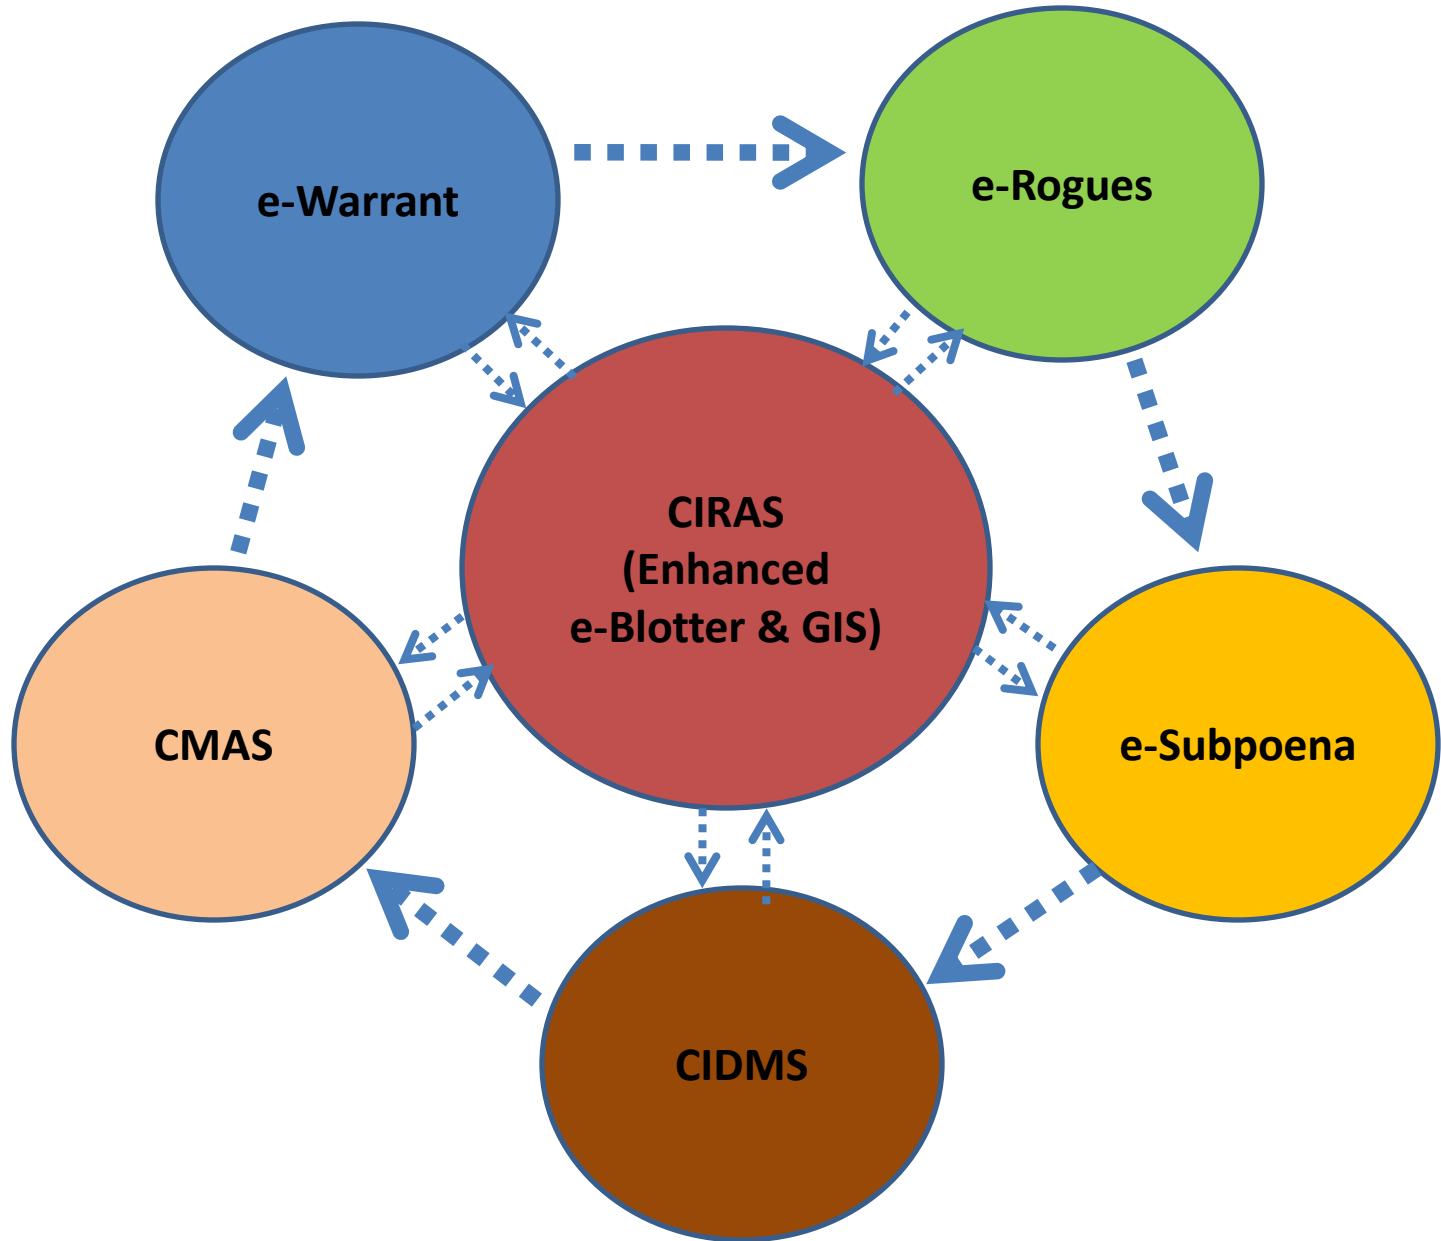 e-Warrant
e-Rogues
CIRAS
(Enhanced
e-Blotter & GIS)
CMAS
e-Subpoena
CIDMS